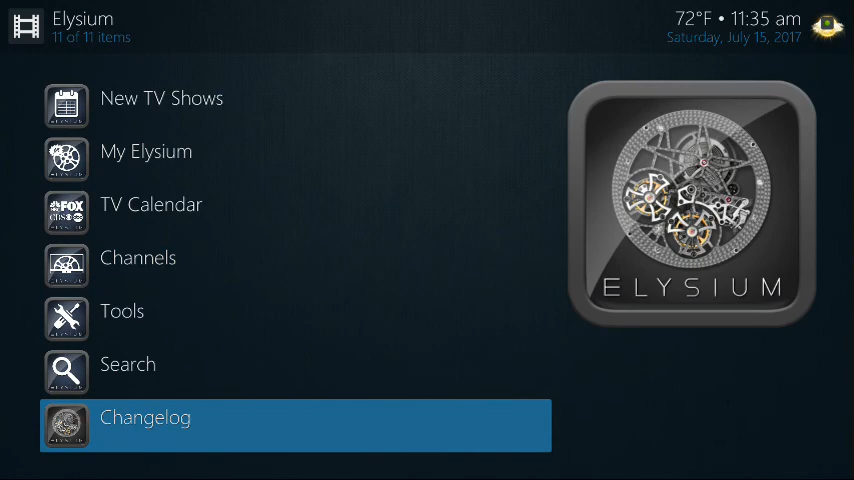 Elysium
11 of 11 items
72°F • 11:35 am
Saturday, July 15, 2017
New TV Shows
My Elysium
TV Calendar
Channels
Tools
Search
Changelog
FOX
CBS abc
ELYSIUM